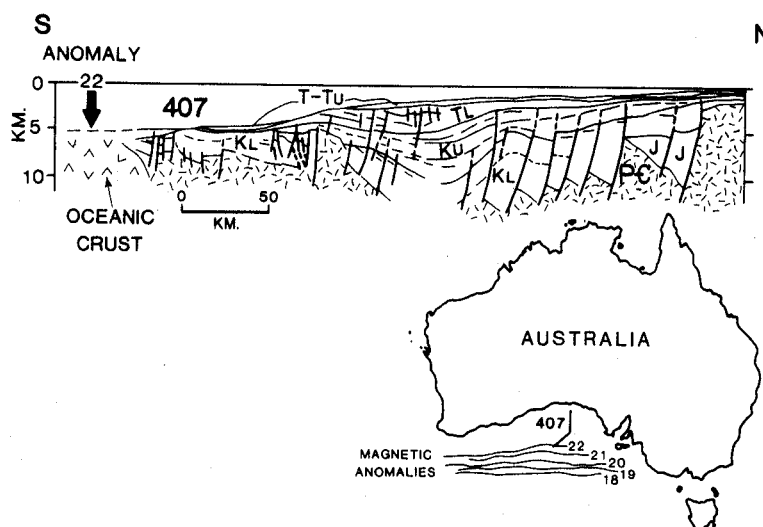 S
N
ANOMALY
22
0
407
T-TU
TL
KM.
5
KL
KU
J
J
KL
PC
10
0 50
KM.
OCEANIC
CRUST
AUSTRALIA
407
22
MAGNETIC
ANOMALIES
21
20
19
18